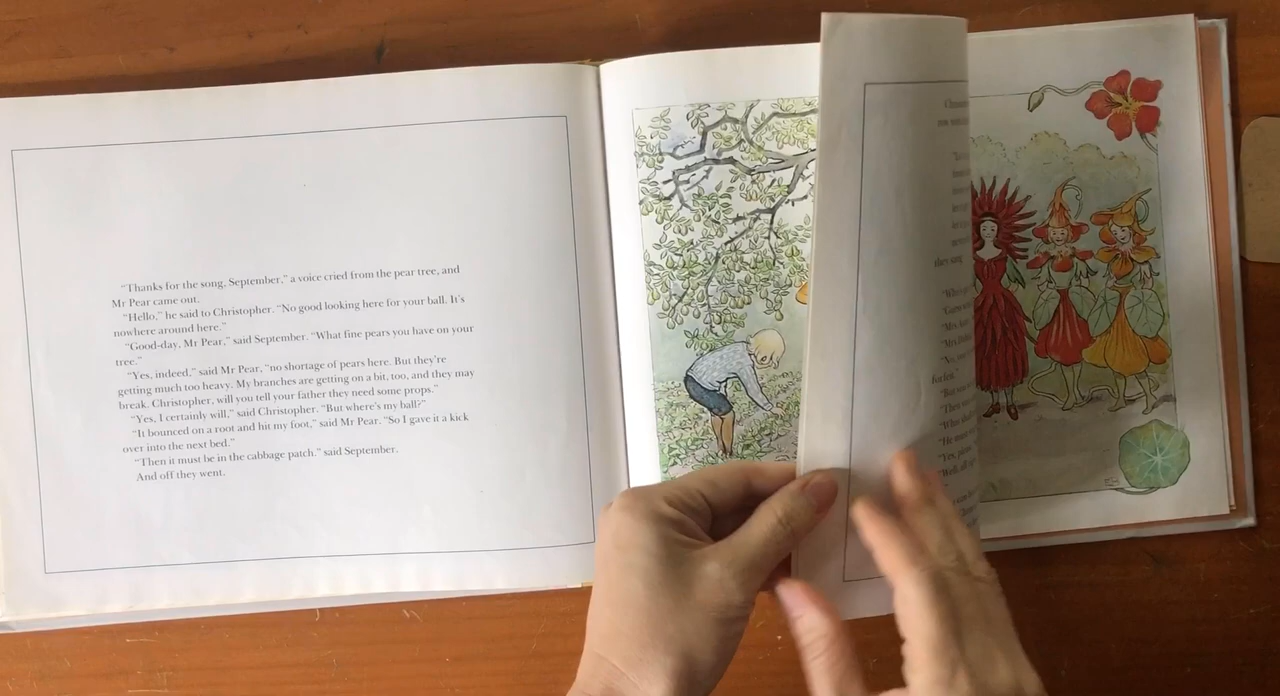 "Thanks for the song, September," a voice cried from the pear tree, and
Mr Pear came out.
"Hello," he said to Christopher. "No good looking here for your ball. It's
nowhere around here."
"Good-day, Mr Pear," said September. "What fine pears you have on your
tree."
"Yes, indeed," said Mr Pear, "no shortage of pears here. But they're
getting much too heavy. My branches are getting on a bit, too, and they may
break. Christopher, will you tell your father they need some props."
"Yes, I certainly will," said Christopher. "But where's my ball?"
"It bounced on a root and hit my foot," said Mr Pear. "So I gave it a kick
over into the next bed."
"Then it must be in the cabbage patch." said September.
And off they went.
they sang